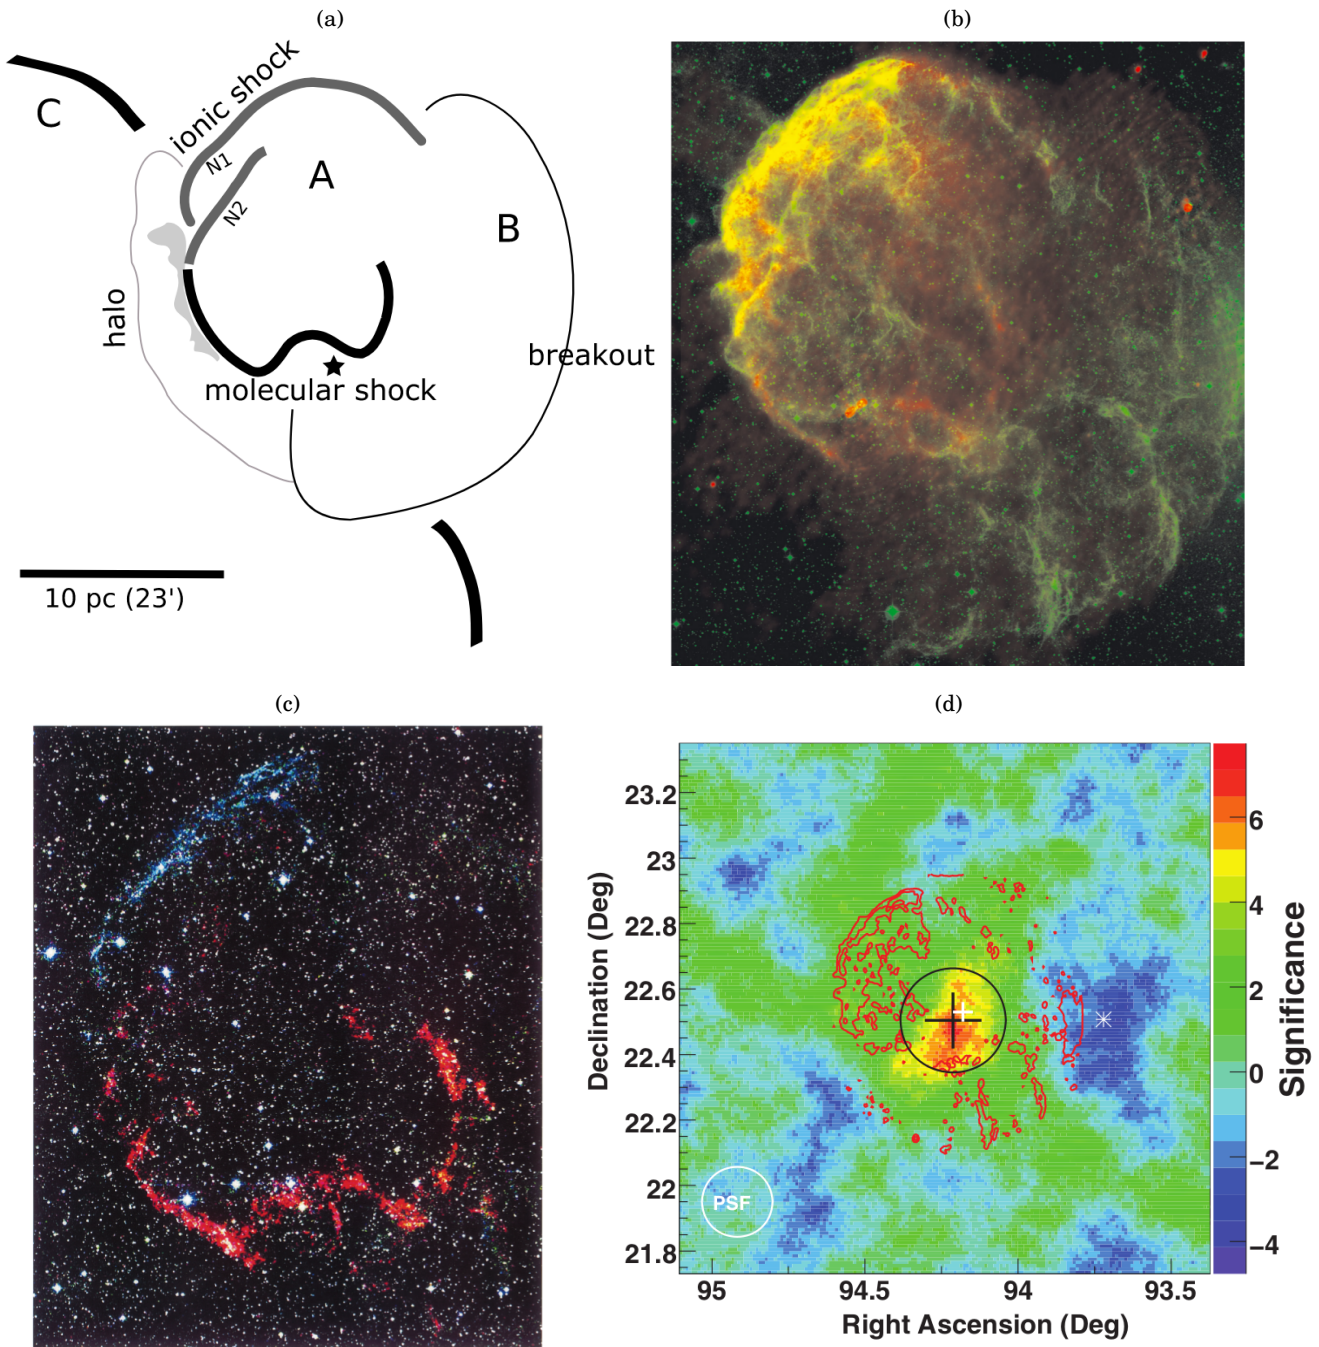 (a)
C
ionic shock
N1
N2
A
B
halo
breakout
molecular shock
10 pc (23')
(b)
(c)
(d)
Declination (Deg)
23.2
23
22.8
22.6
22.4
22.2
22
21.8
PSF
95
94.5
94
93.5
Right Ascension (Deg)
6
4
2
0
−2
−4
Significance